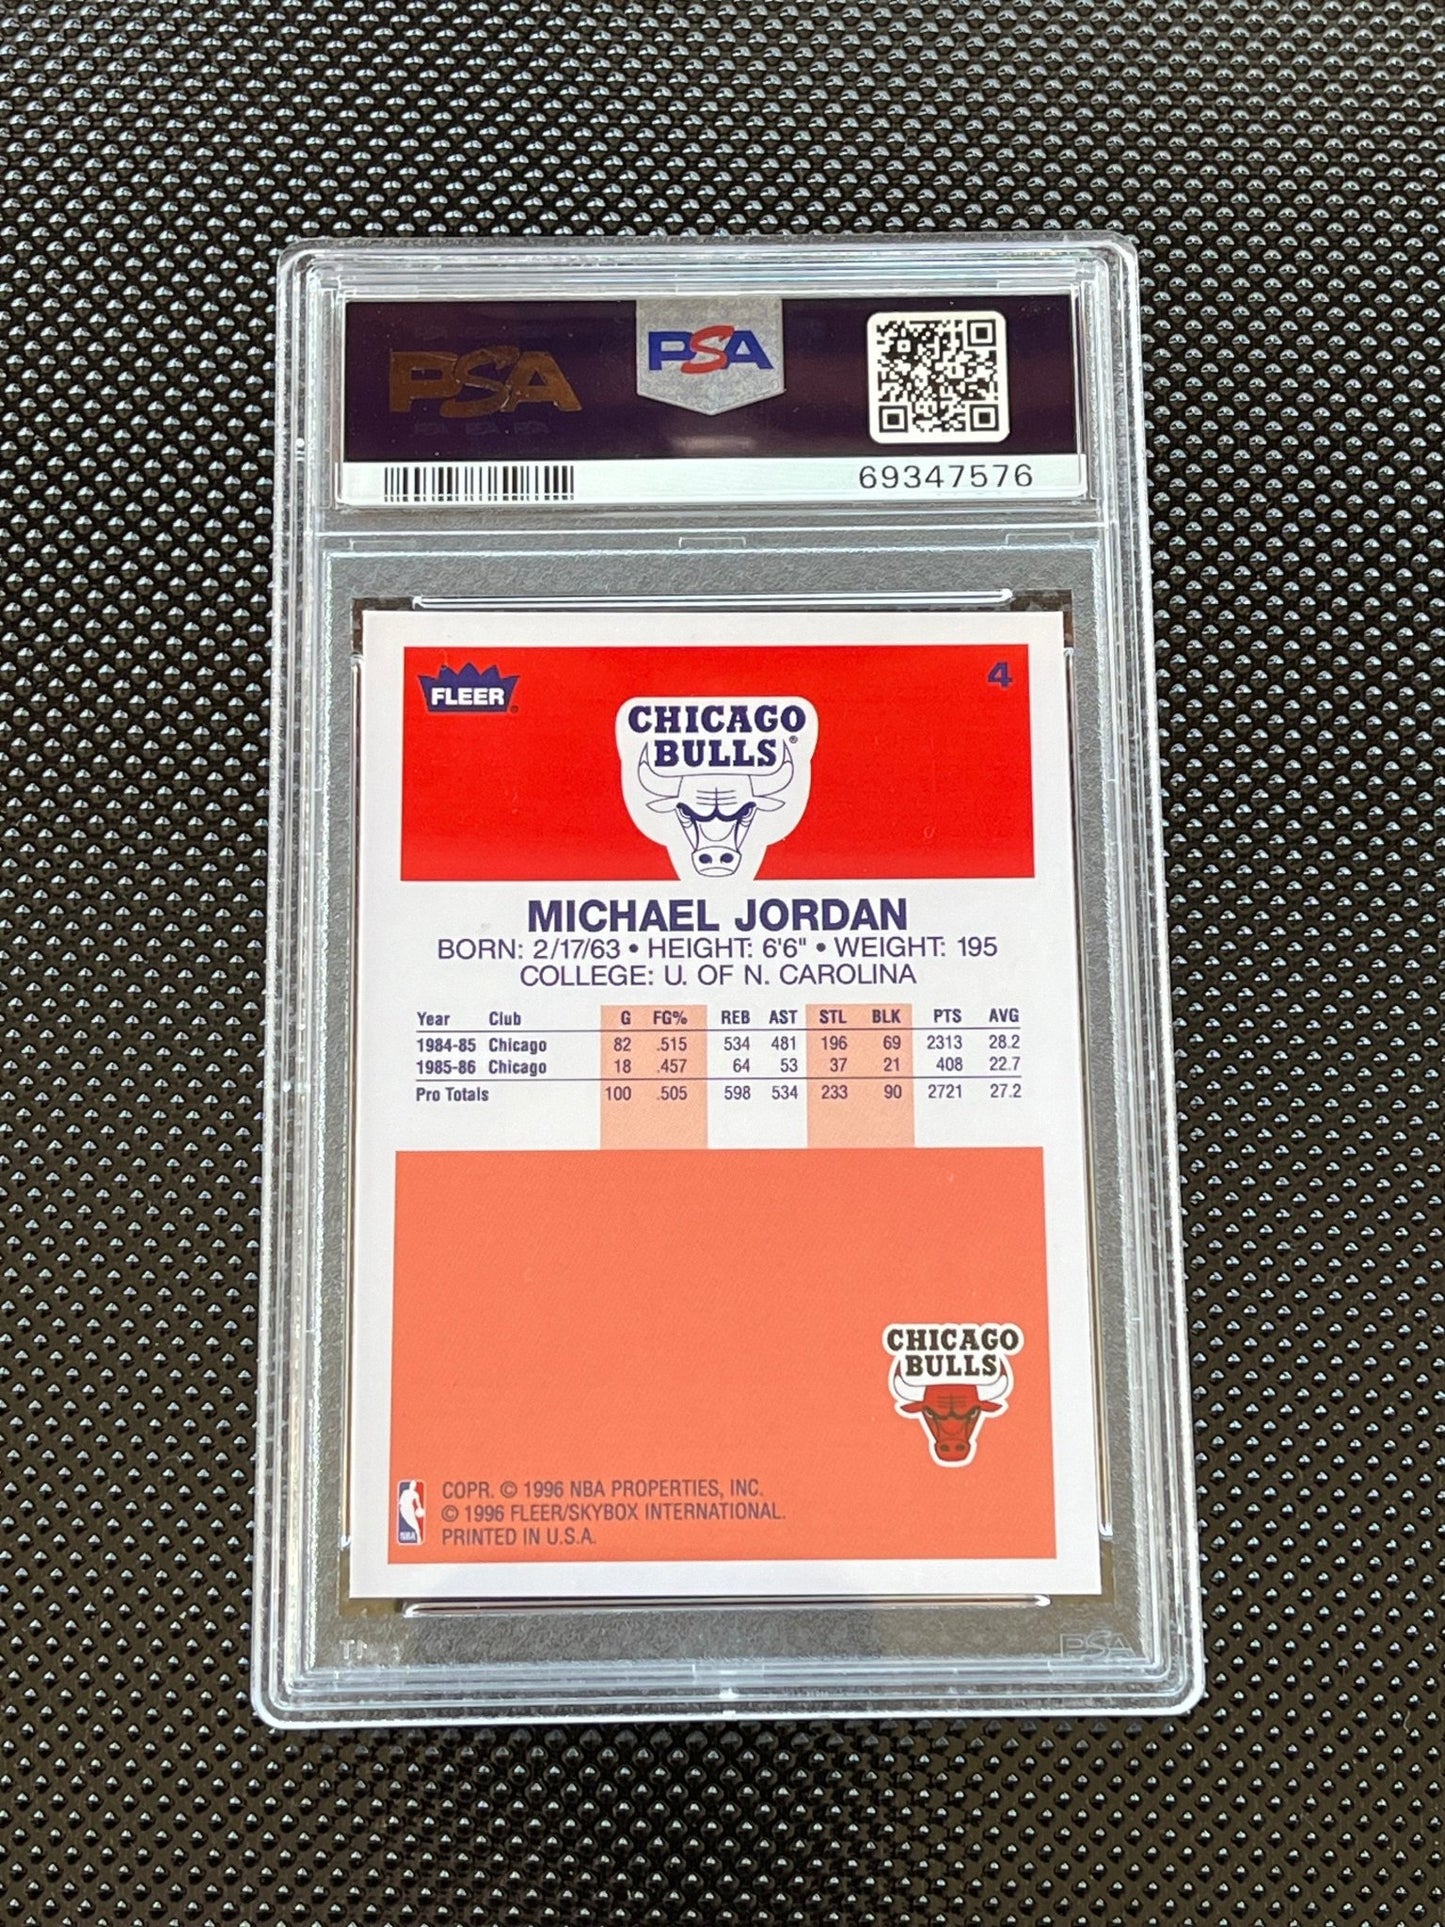 PSA
PSA
69347576
FLEER
4
CHICAGO
BULLS
MICHAEL JORDAN
BORN: 2/17/63 • HEIGHT: 6'6" • WEIGHT: 195
COLLEGE: U. OF N. CAROLINA
Year Club G FG% REB AST STL BLK PTS AVG
1984-85 Chicago 82 .515 534 481 196 69 2313 28.2
1985-86 Chicago 18 .457 64 53 37 21 408 22.7
Pro Totals 100 .505 598 534 233 90 2721 27.2
CHICAGO
BULLS
NBA
COPR. © 1996 NBA PROPERTIES, INC.
© 1996 FLEER/SKYBOX INTERNATIONAL.
PRINTED IN U.S.A.
PSA